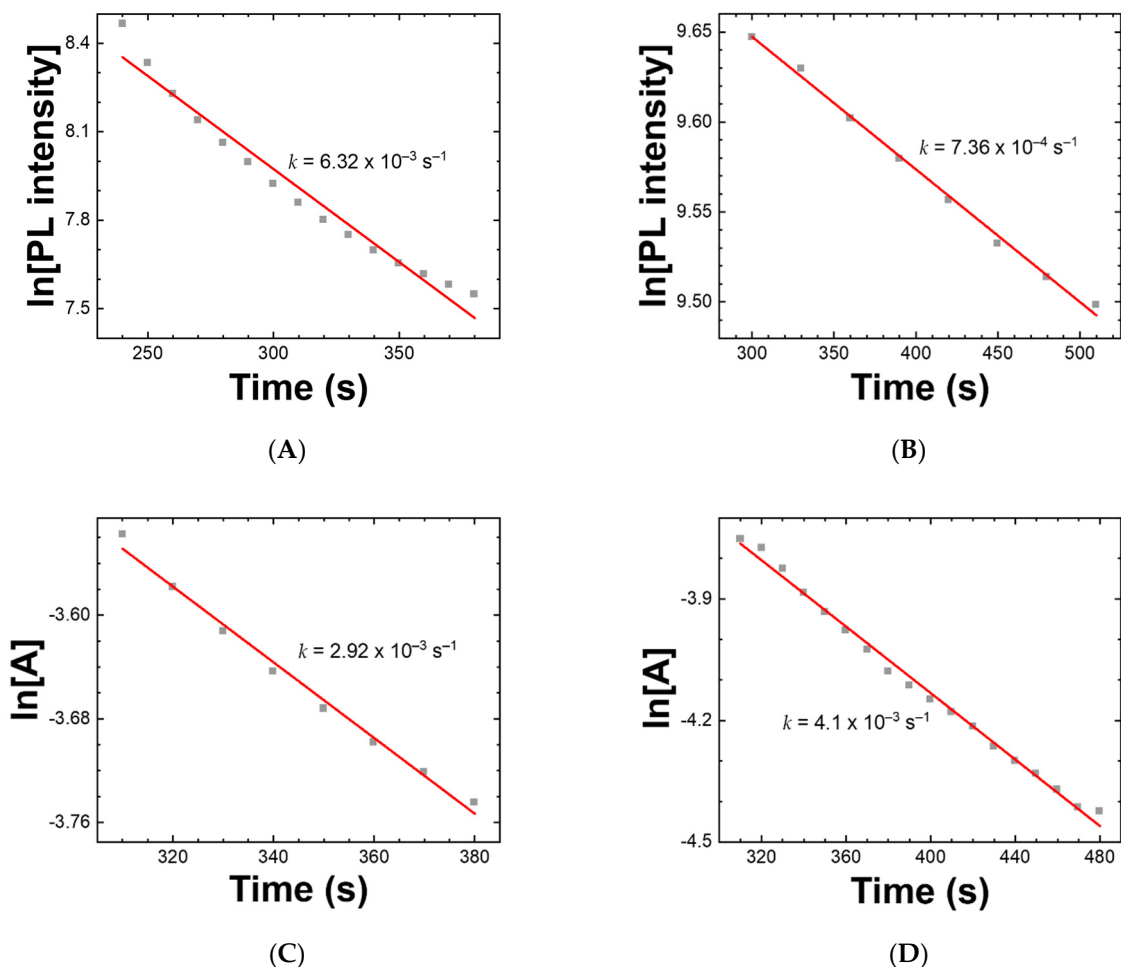 ln[PL intensity]
8.4
8.1
7.8
7.5
k = 6.32 x 10⁻³ s⁻¹
250 300 350
Time (s)
(A)
ln[PL intensity]
9.65
9.60
9.55
9.50
k = 7.36 x 10⁻⁴ s⁻¹
300 350 400 450 500
Time (s)
(B)
ln[A]
-3.60
-3.68
-3.76
k = 2.92 x 10⁻³ s⁻¹
320 340 360 380
Time (s)
(C)
ln[A]
-3.9
-4.2
-4.5
k = 4.1 x 10⁻³ s⁻¹
320 360 400 440 480
Time (s)
(D)